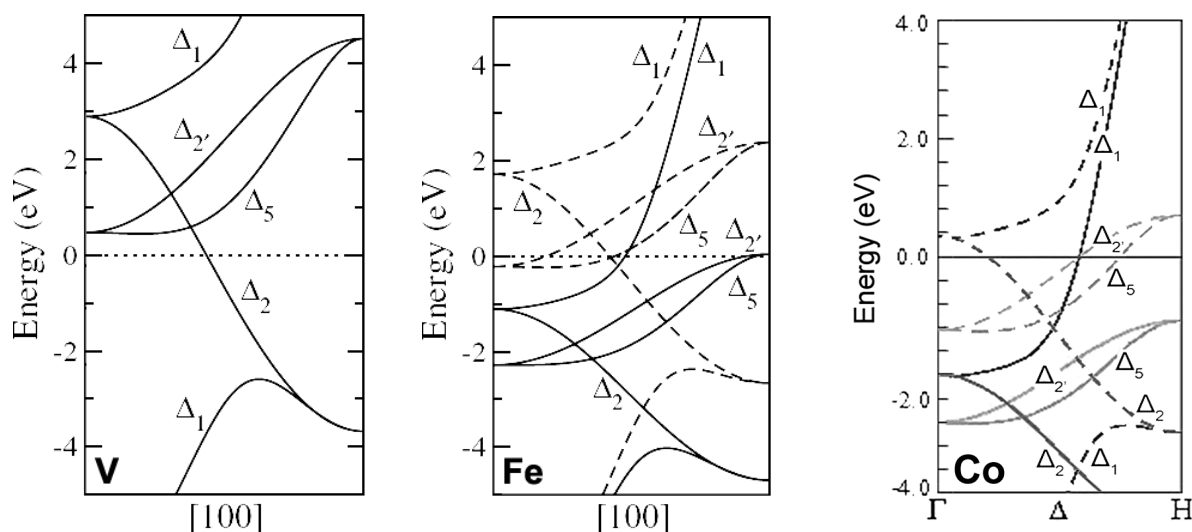 Energy (eV)
4
2
0
-2
-4
Δ₁
Δ₂′
Δ₅
Δ₂
Δ₁
V
[100]
Energy (eV)
4
2
0
-2
-4
Δ₁
Δ₁
Δ₂′
Δ₂
Δ₅
Δ₂′
Δ₅
Δ₂
Fe
[100]
Energy (eV)
4.0
2.0
0.0
-2.0
-4.0
Δ₁
Δ₁
Δ₂′
Δ₅
Δ₂′
Δ₅
Δ₂
Δ₂
Δ₁
Co
Γ
Δ
H